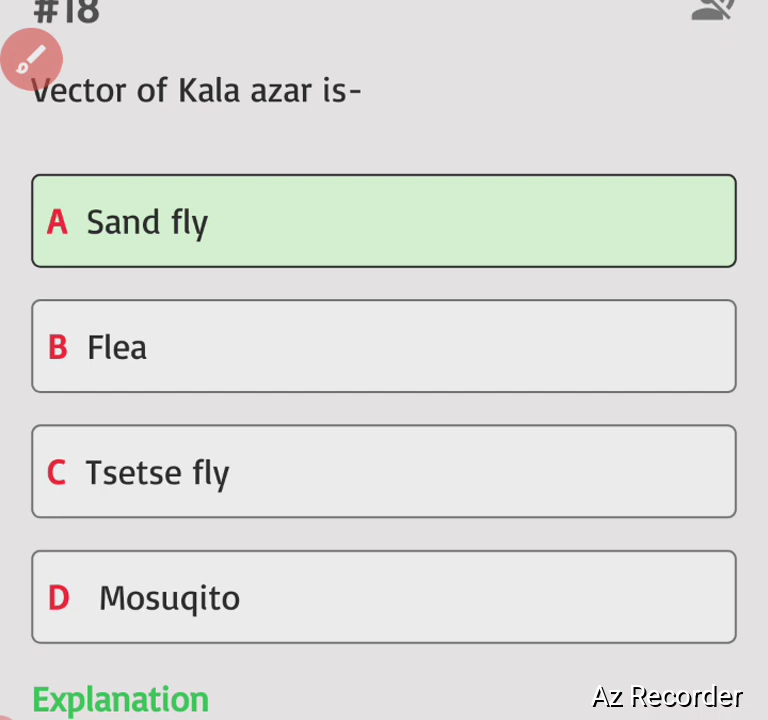 #18
Vector of Kala azar is-
A Sand fly
B Flea
C Tsetse fly
D Mosuqito
Explanation
Az Recorder